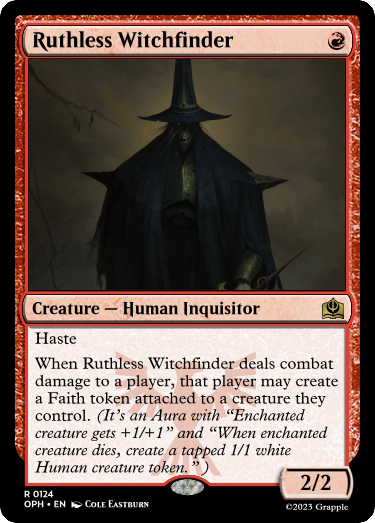 Ruthless Witchfinder
Creature — Human Inquisitor
Haste
When Ruthless Witchfinder deals combat
damage to a player, that player may create
a Faith token attached to a creature they
control. (It's an Aura with “Enchanted
creature gets +1/+1” and “When enchanted
creature dies, create a tapped 1/1 white
Human creature token.”)
2/2
R 0124
OPH • EN Cole Eastburn
©2023 Grapple